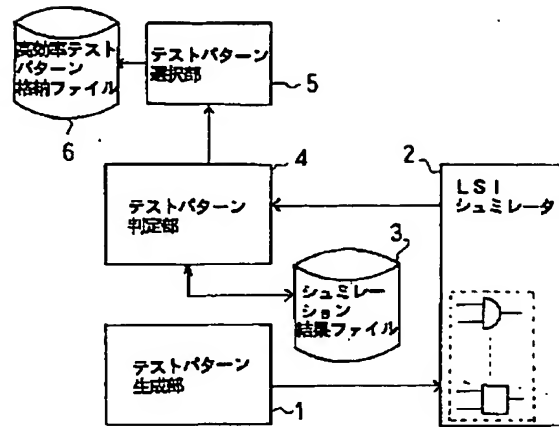 高効率テスト
パターン
格納ファイル
6
テストパターン
選択部
5
4
テストパターン
判定部
2
LSI
シュミレータ
3
シュミレー
ション
結果ファイル
テストパターン
生成部
1